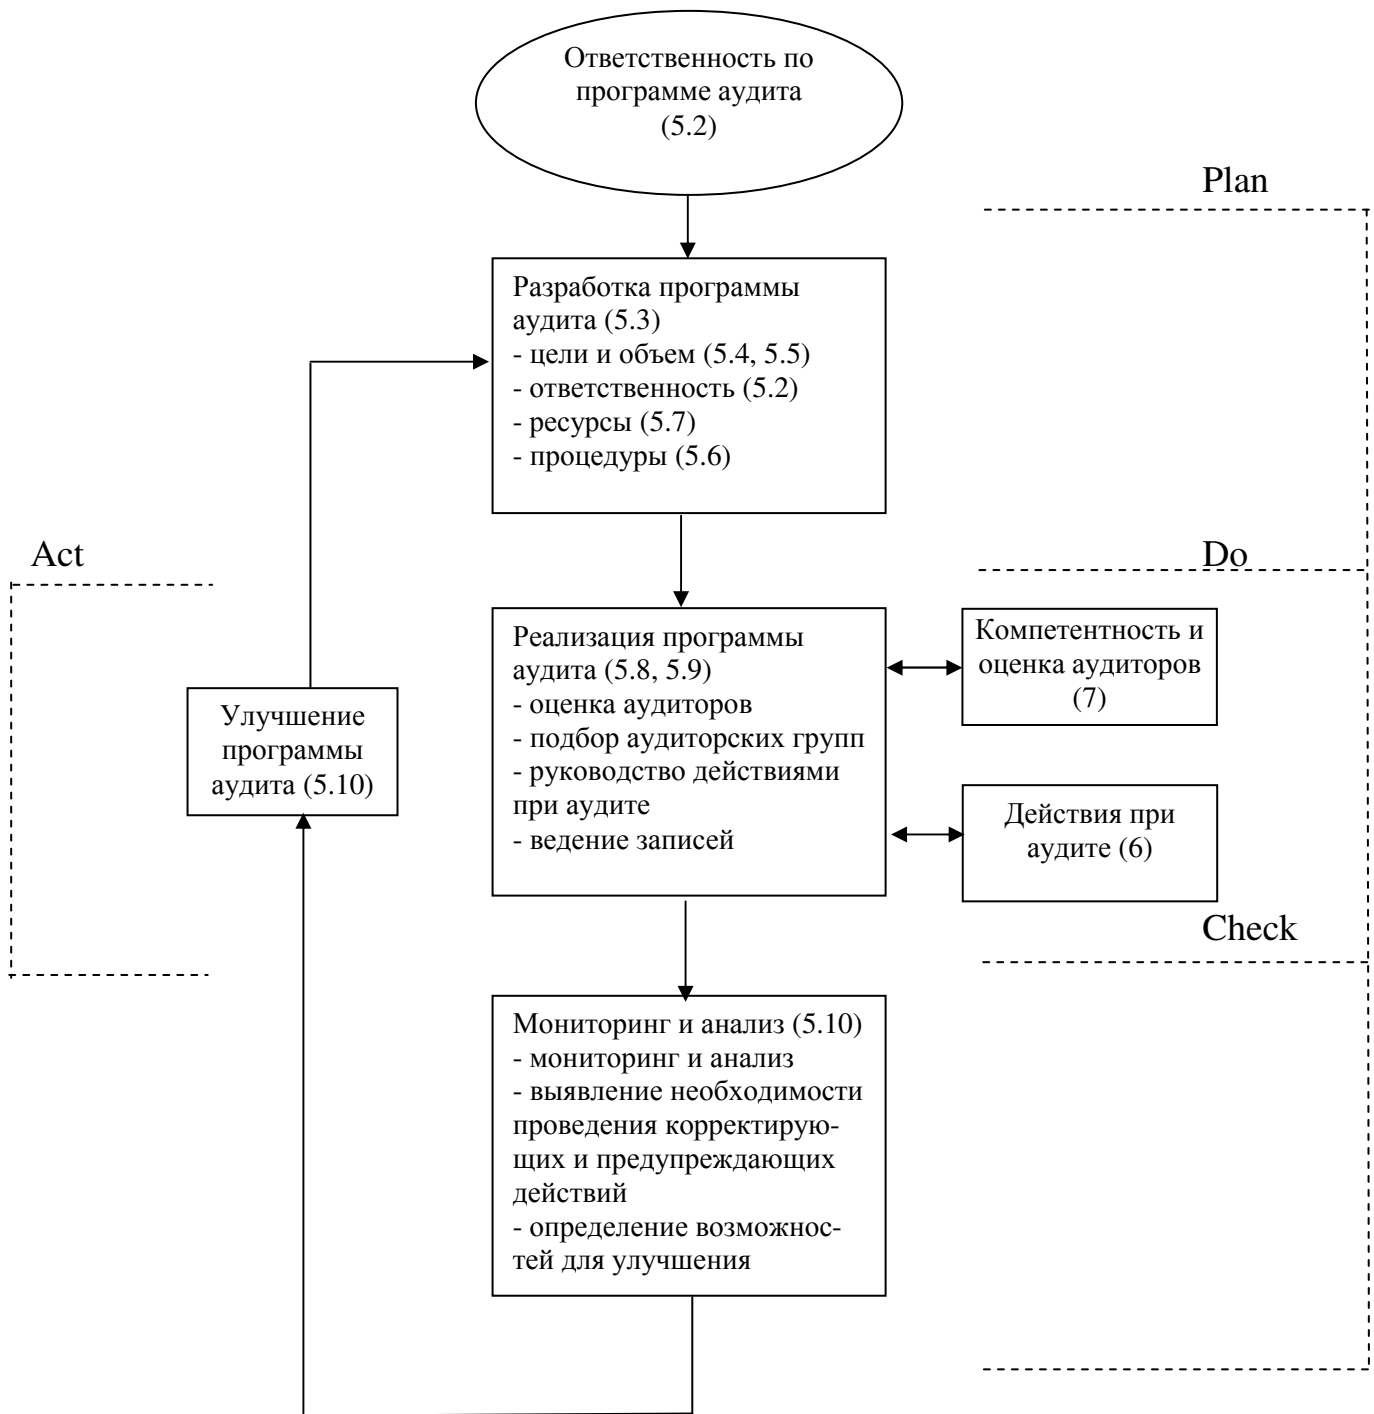 Ответственность по
программе аудита
(5.2)
Plan
Разработка программы
аудита (5.3)
- цели и объем (5.4, 5.5)
- ответственность (5.2)
- ресурсы (5.7)
- процедуры (5.6)
Act
Do
Реализация программы
аудита (5.8, 5.9)
- оценка аудиторов
- подбор аудиторских групп
- руководство действиями
при аудите
- ведение записей
Компетентность и
оценка аудиторов
(7)
Улучшение
программы
аудита (5.10)
Действия при
аудите (6)
Check
Мониторинг и анализ (5.10)
- мониторинг и анализ
- выявление необходимости
проведения корректирую-
щих и предупреждающих
действий
- определение возможнос-
тей для улучшения